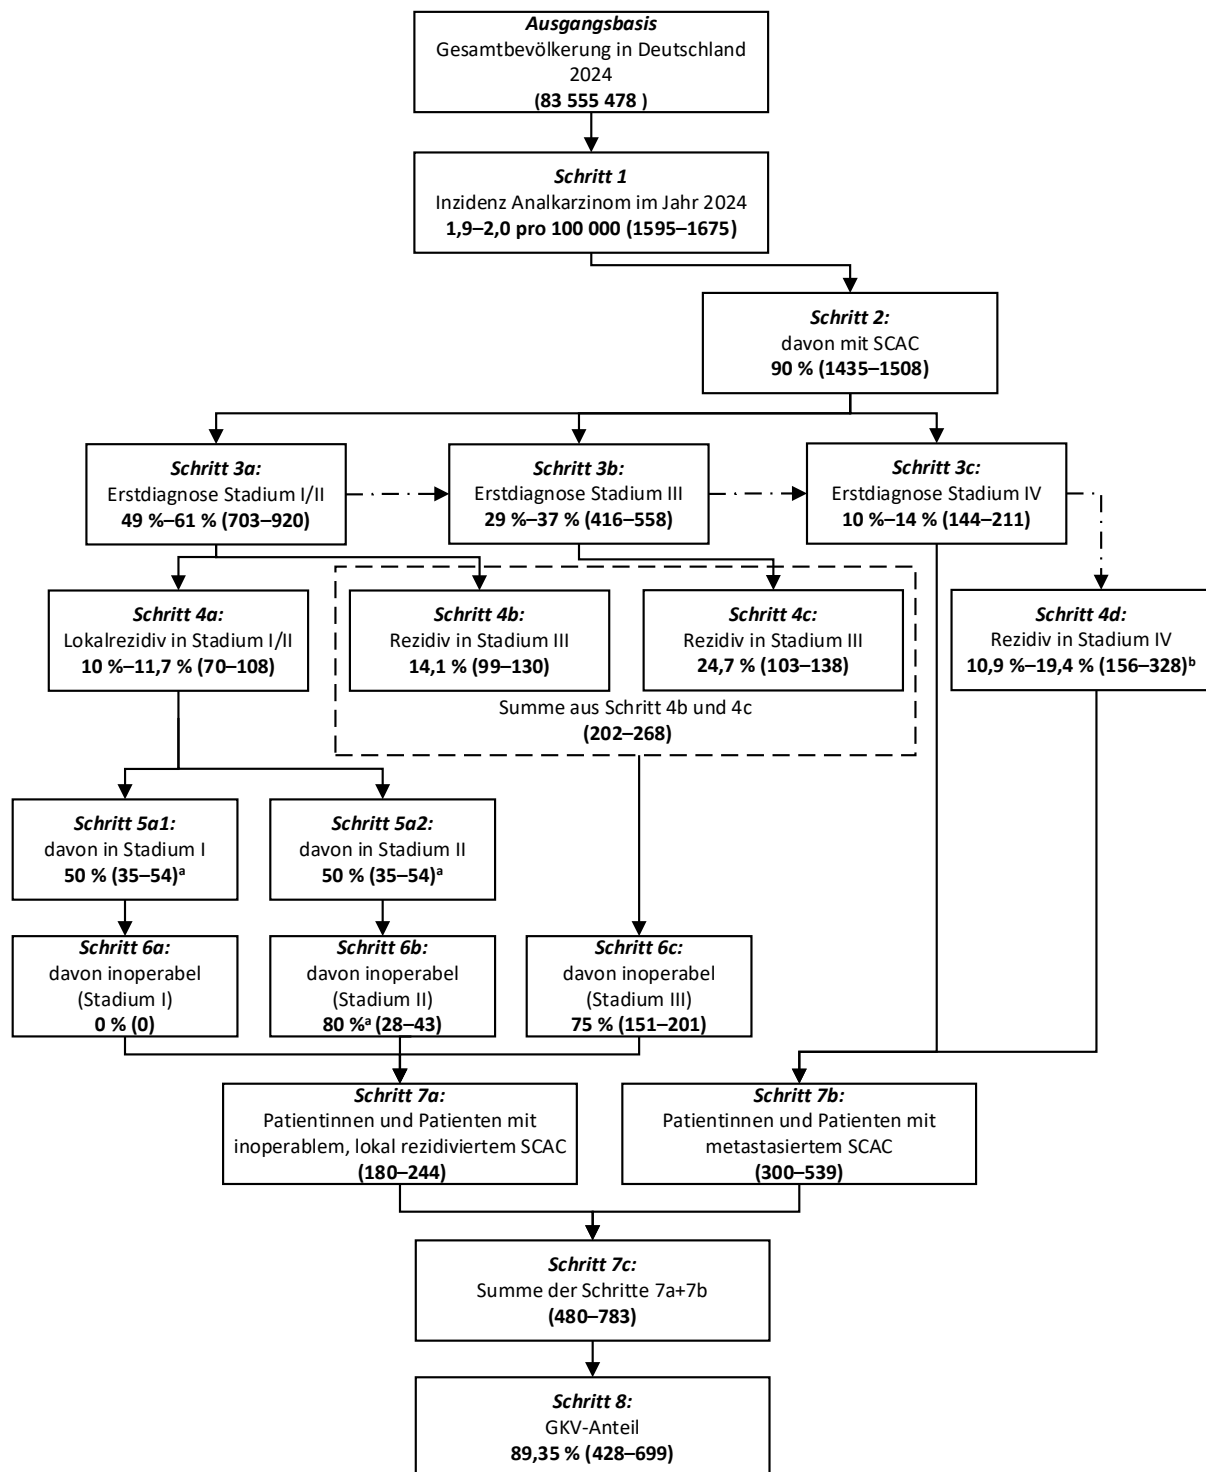 Ausgangsbasis
Gesamtbevölkerung in Deutschland
2024
(83 555 478 )
Schritt 1
Inzidenz Analkarzinom im Jahr 2024
1,9–2,0 pro 100 000 (1595–1675)
Schritt 2:
davon mit SCAC
90 % (1435–1508)
Schritt 3a:
Erstdiagnose Stadium I/II
49 %–61 % (703–920)
Schritt 3b:
Erstdiagnose Stadium III
29 %–37 % (416–558)
Schritt 3c:
Erstdiagnose Stadium IV
10 %–14 % (144–211)
Schritt 4a:
Lokalrezidiv in Stadium I/II
10 %–11,7 % (70–108)
Schritt 4b:
Rezidiv in Stadium III
14,1 % (99–130)
Schritt 4c:
Rezidiv in Stadium III
24,7 % (103–138)
Schritt 4d:
Rezidiv in Stadium IV
10,9 %–19,4 % (156–328)ᵇ
Summe aus Schritt 4b und 4c
(202–268)
Schritt 5a1:
davon in Stadium I
50 % (35–54)ᵃ
Schritt 5a2:
davon in Stadium II
50 % (35–54)ᵃ
Schritt 6a:
davon inoperabel
(Stadium I)
0 % (0)
Schritt 6b:
davon inoperabel
(Stadium II)
80 %ᵃ (28–43)
Schritt 6c:
davon inoperabel
(Stadium III)
75 % (151–201)
Schritt 7a:
Patientinnen und Patienten mit
inoperablem, lokal rezidiviertem SCAC
(180–244)
Schritt 7b:
Patientinnen und Patienten mit
metastasiertem SCAC
(300–539)
Schritt 7c:
Summe der Schritte 7a+7b
(480–783)
Schritt 8:
GKV-Anteil
89,35 % (428–699)